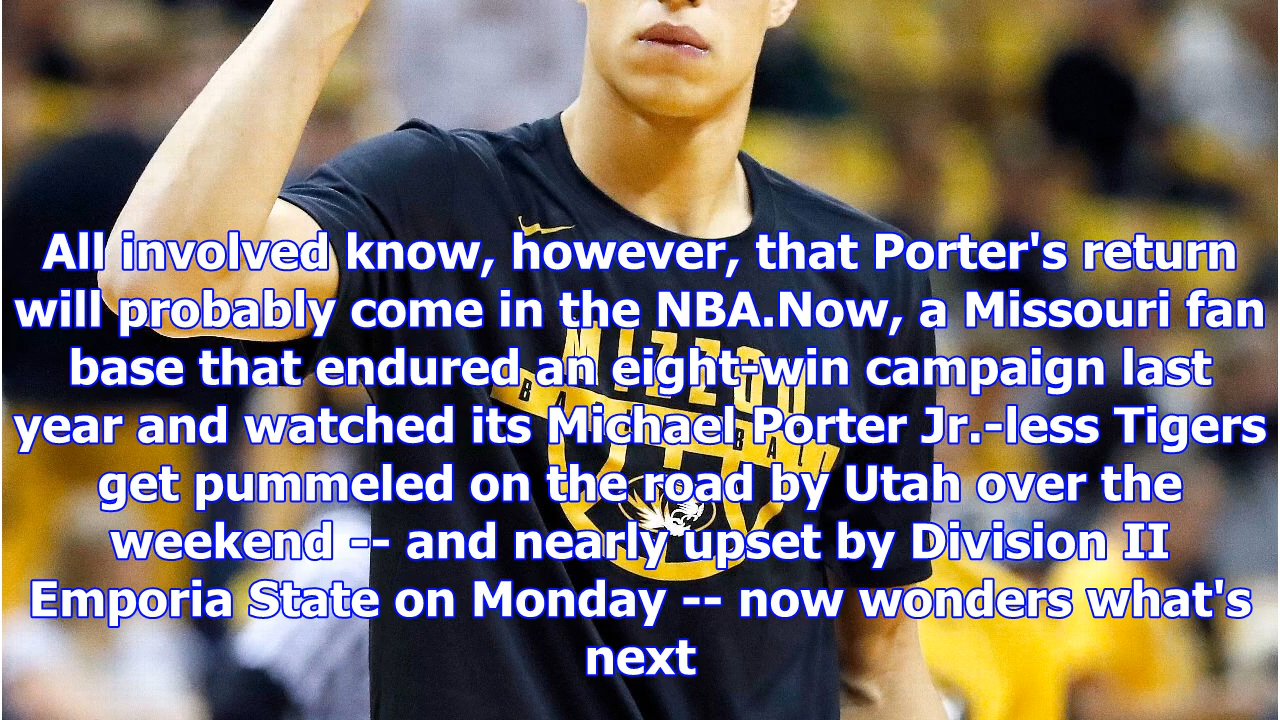 All involved know, however, that Porter's return
will probably come in the NBA.Now, a Missouri fan
base that endured an eight-win campaign last
year and watched its Michael Porter Jr.-less Tigers
get pummeled on the road by Utah over the
weekend -- and nearly upset by Division II
Emporia State on Monday -- now wonders what's
next
MIZZOU
BASKETBALL